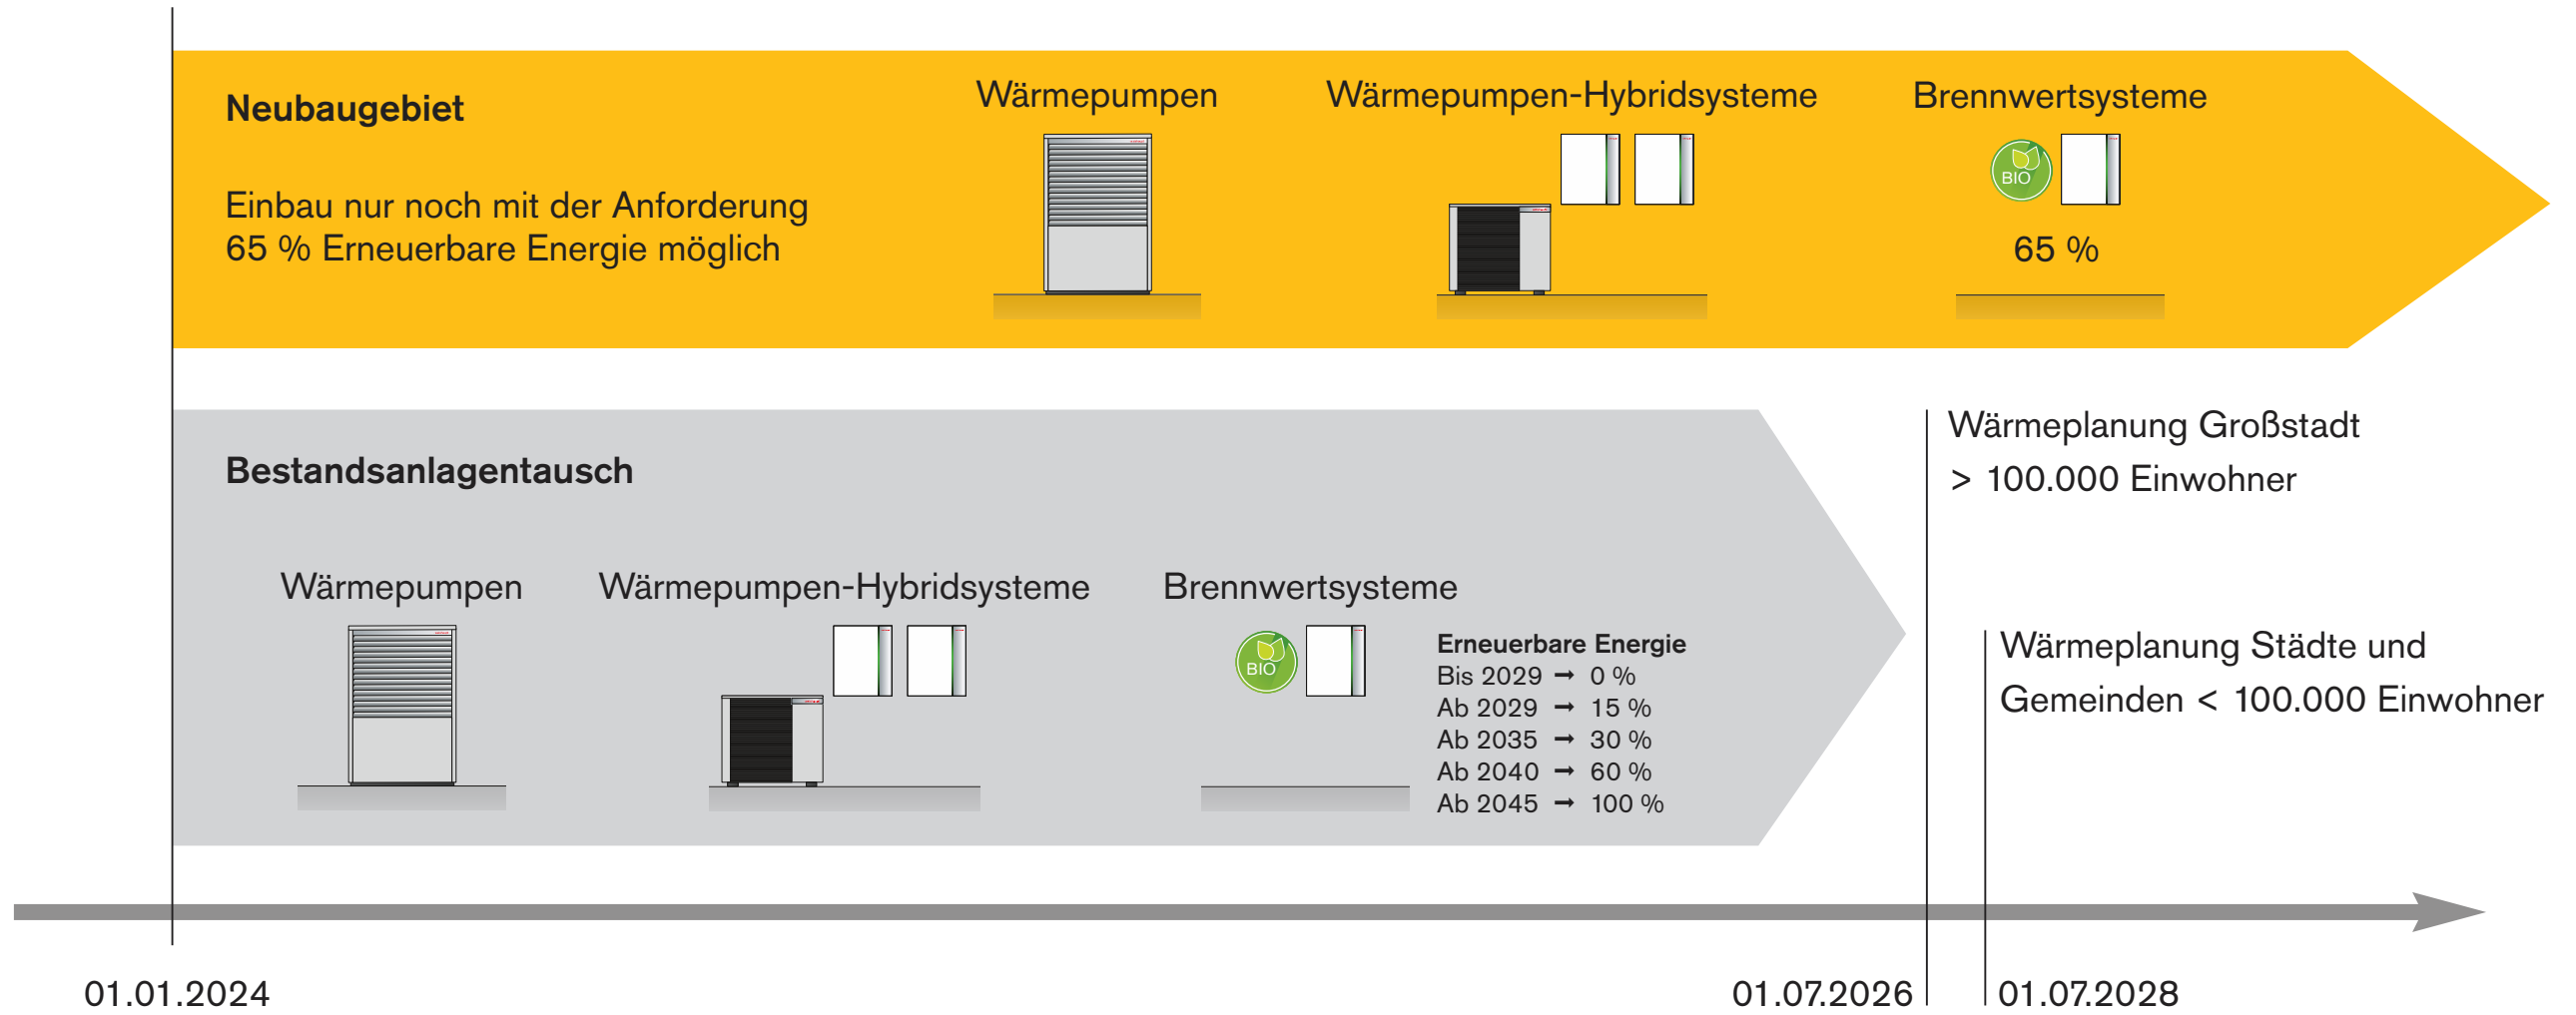 Neubaugebiet
Einbau nur noch mit der Anforderung
65 % Erneuerbare Energie möglich
Wärmepumpen
Wärmepumpen-Hybridsysteme
Brennwertsysteme
BIO
65 %
Bestandsanlagentausch
Wärmepumpen
Wärmepumpen-Hybridsysteme
Brennwertsysteme
BIO
Erneuerbare Energie
Bis 2029 ➞ 0 %
Ab 2029 ➞ 15 %
Ab 2035 ➞ 30 %
Ab 2040 ➞ 60 %
Ab 2045 ➞ 100 %
Wärmeplanung Großstadt
> 100.000 Einwohner
Wärmeplanung Städte und
Gemeinden < 100.000 Einwohner
01.01.2024
01.07.2026
01.07.2028